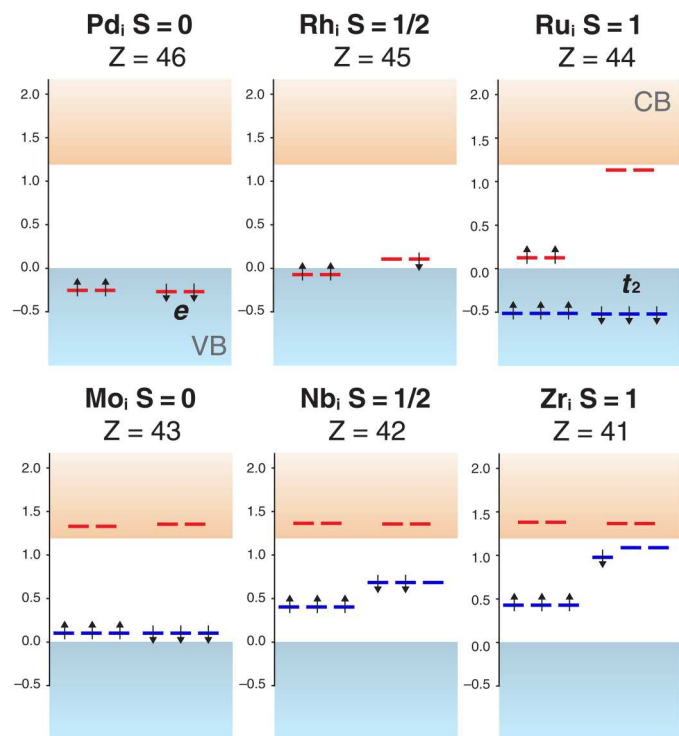 Pdᵢ S = 0
Z = 46
Rhᵢ S = 1/2
Z = 45
Ruᵢ S = 1
Z = 44
2.0
1.5
1.0
0.5
0.0
−0.5
e
VB
2.0
1.5
1.0
0.5
0.0
−0.5
2.0
1.5
1.0
0.5
0
−0.5
CB
t₂
Moᵢ S = 0
Z = 43
Nbᵢ S = 1/2
Z = 42
Zrᵢ S = 1
Z = 41
2.0
1.5
1.0
0.5
0.0
−0.5
2.0
1.5
1.0
0.5
0.0
−0.5
2.0
1.5
1.0
0.5
0.0
−0.5